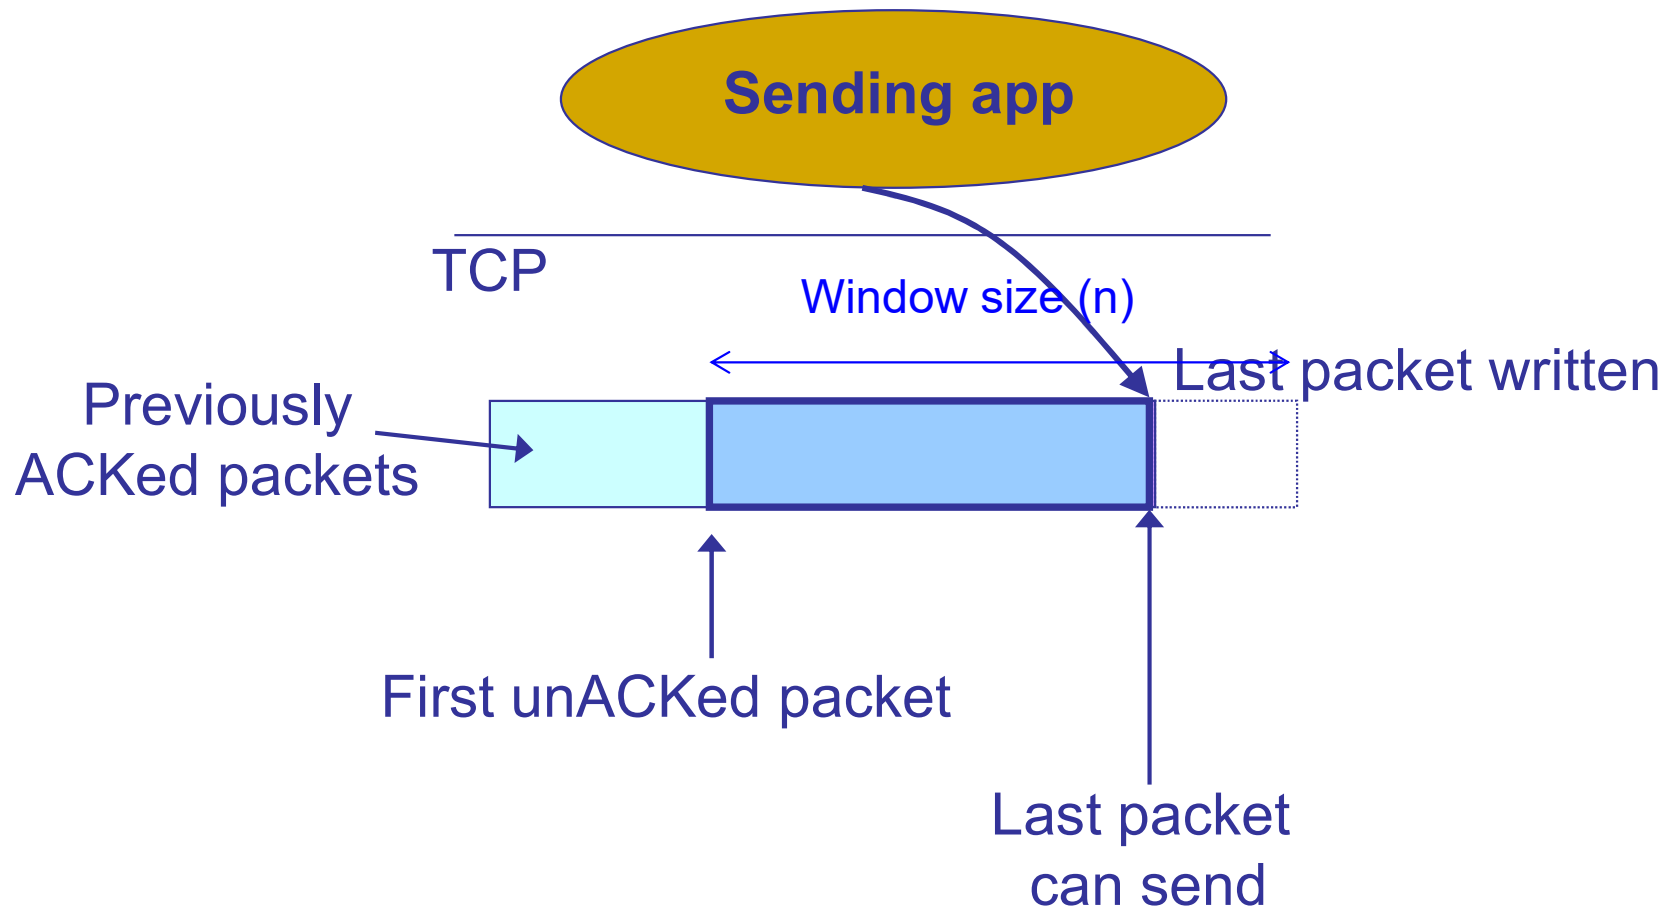 Sending app
TCP
Window size (n)
Last packet written
Previously
ACKed packets
First unACKed packet
Last packet
can send